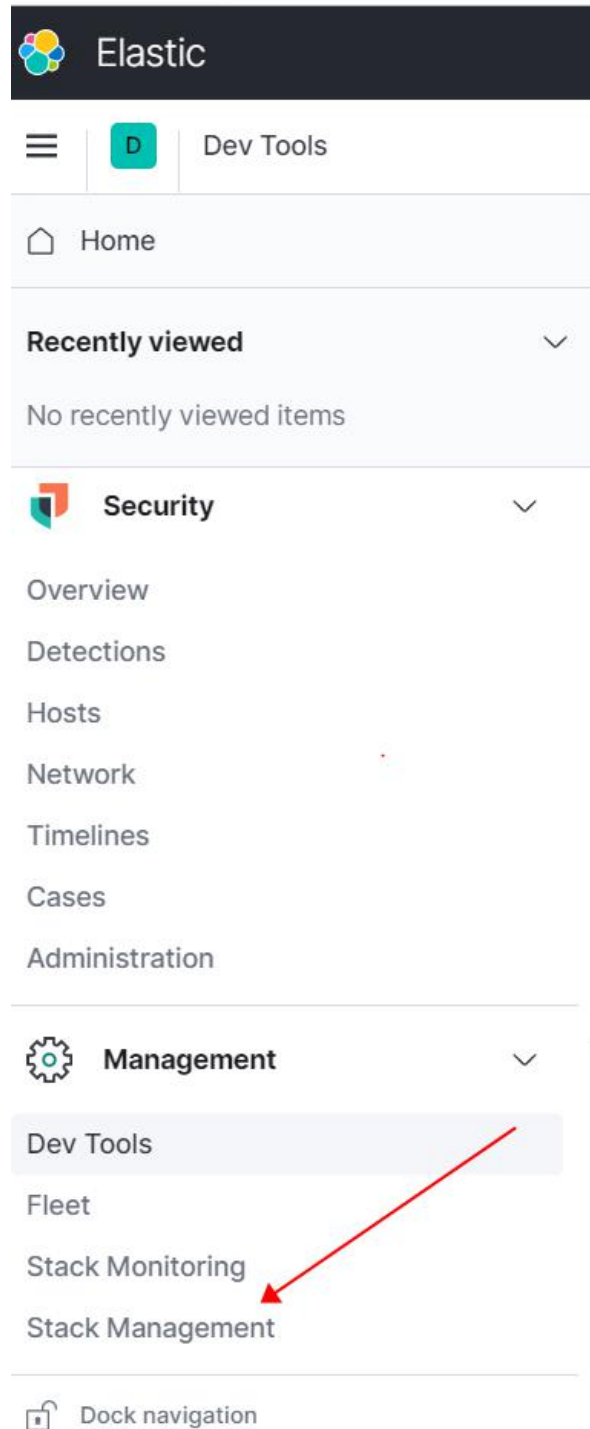 Elastic
D Dev Tools
Home
Recently viewed
No recently viewed items
Security
Overview
Detections
Hosts
Network
Timelines
Cases
Administration
Management
Dev Tools
Fleet
Stack Monitoring
Stack Management
Dock navigation